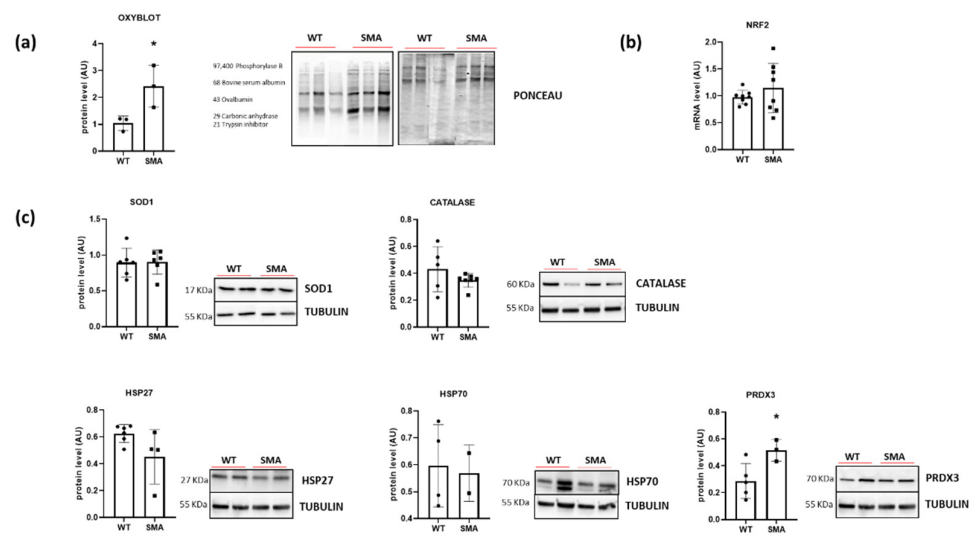 OXYBLOT
(a)
protein level (AU)
4
3
2
1
0
*
WT SMA
WT SMA WT SMA
97,400 Phosphorylase B
68 Bovine serum albumin
43 Ovalbumin
29 Carbonic anhydrase
21 Trypsin inhibitor
PONCEAU
(b)
NRF2
mRNA level (AU)
2.0
1.5
1.0
0.5
0.0
WT SMA
(c)
SOD1
protein level (AU)
1.5
1.0
0.5
0.0
WT SMA
WT SMA
17 KDa SOD1
55 KDa TUBULIN
CATALASE
protein level (AU)
0.8
0.6
0.4
0.2
0.0
WT SMA
WT SMA
60 KDa CATALASE
55 KDa TUBULIN
HSP27
protein level (AU)
0.8
0.6
0.4
0.2
0.0
WT SMA
WT SMA
27 KDa HSP27
55 KDa TUBULIN
HSP70
protein level (AU)
0.8
0.7
0.6
0.5
0.4
WT SMA
WT SMA
70 KDa HSP70
55 KDa TUBULIN
PRDX3
protein level (AU)
0.8
0.6
0.4
0.2
0.0
*
WT SMA
WT SMA
70 KDa PRDX3
55 KDa TUBULIN